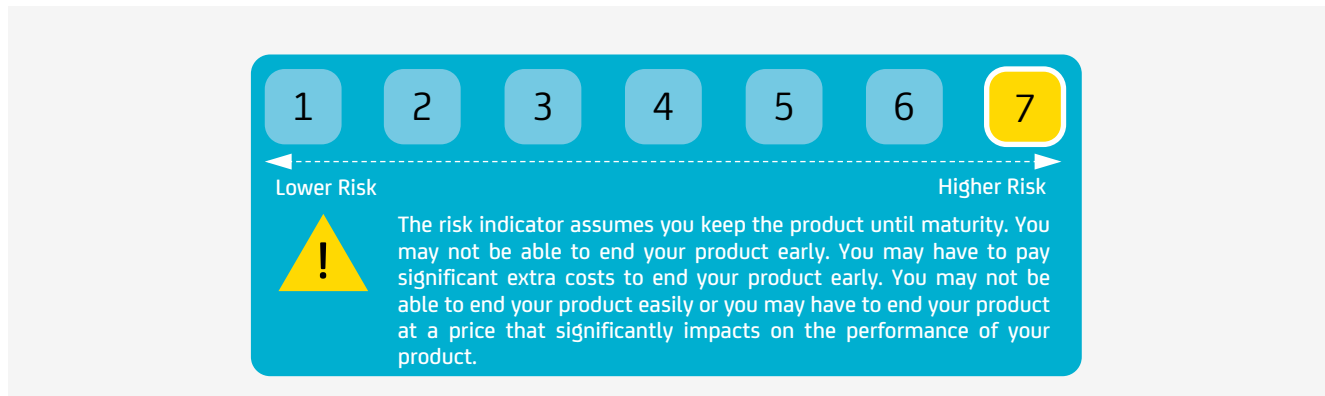 1 2 3 4 5 6 7
Lower Risk Higher Risk
!
The risk indicator assumes you keep the product until maturity. You
may not be able to end your product early. You may have to pay
significant extra costs to end your product early. You may not be
able to end your product easily or you may have to end your product
at a price that significantly impacts on the performance of your
product.